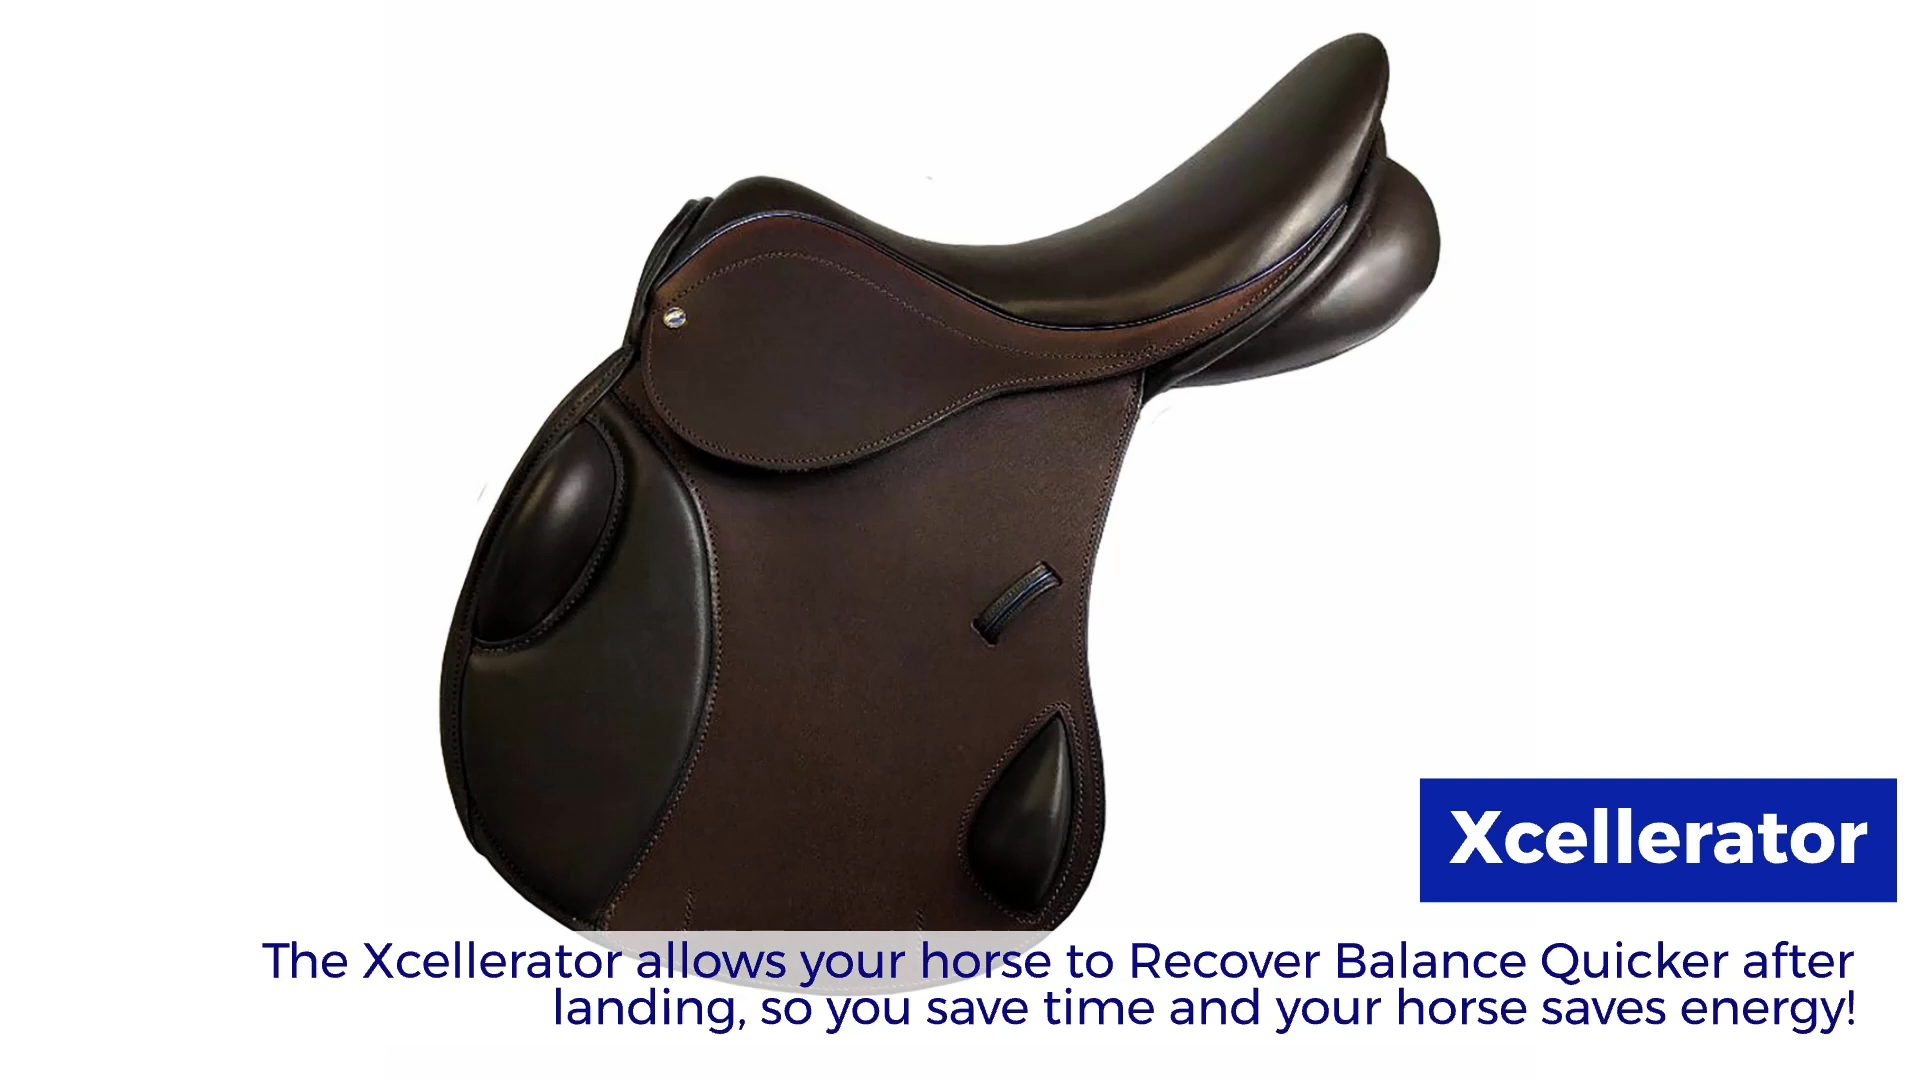 Xcellerator
The Xcellerator allows your horse to Recover Balance Quicker after
landing, so you save time and your horse saves energy!